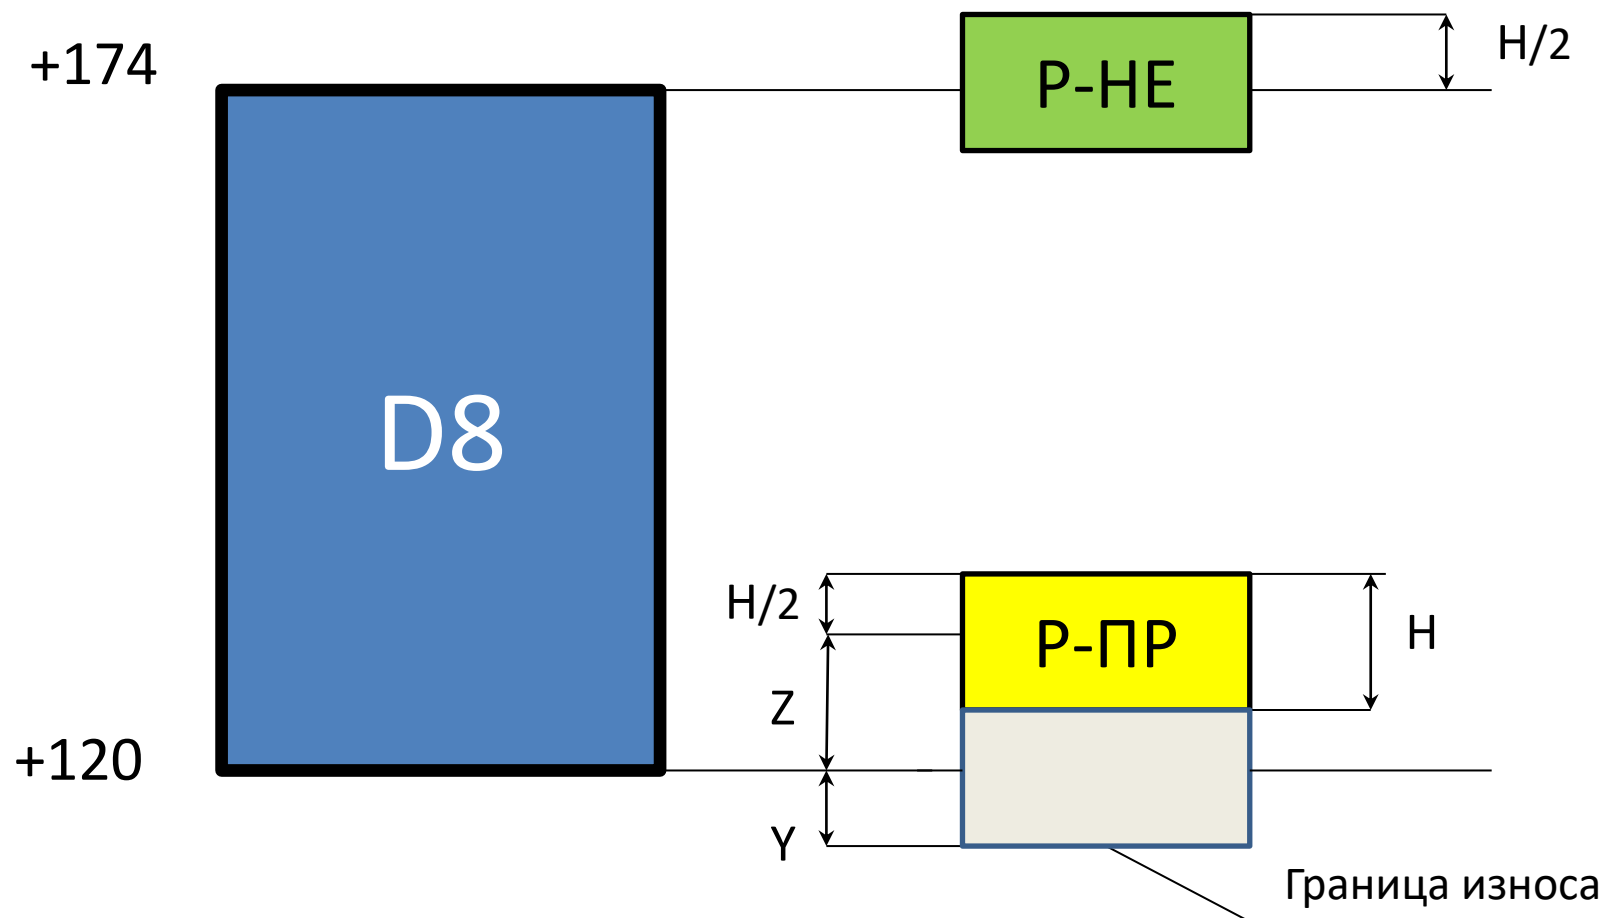 +174
Р-НЕ
H/2
D8
H/2
Р-ПР
H
Z
+120
Y
Граница износа